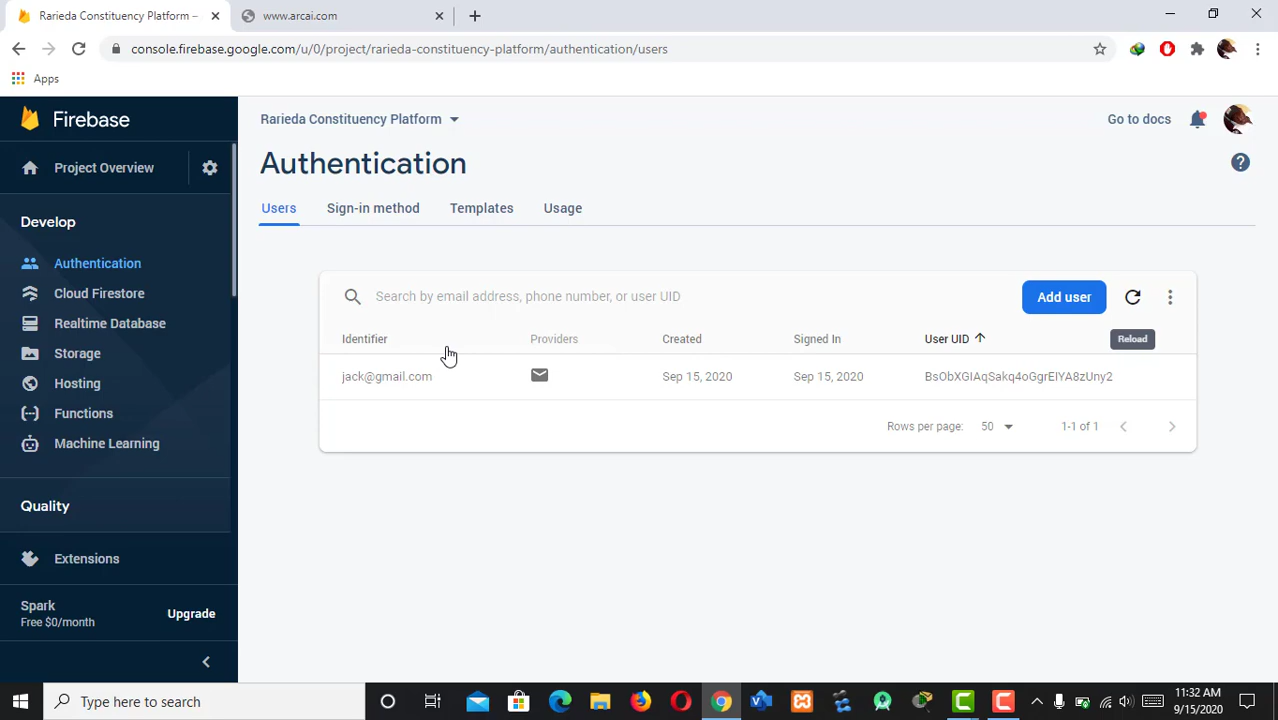 Rarieda Constituency Platform –
www.arcai.com
console.firebase.google.com/u/0/project/rarieda-constituency-platform/authentication/users
Apps
Firebase
Rarieda Constituency Platform
Go to docs
Project Overview
Authentication
Develop
Users
Sign-in method
Templates
Usage
Authentication
Cloud Firestore
Search by email address, phone number, or user UID
Add user
Realtime Database
Identifier
Providers
Created
Signed In
User UID
Reload
Storage
jack@gmail.com
Sep 15, 2020
Sep 15, 2020
BsObXGIAqSakq4oGgrEIYA8zUny2
Hosting
Functions
Rows per page:
50
1-1 of 1
Machine Learning
Quality
Extensions
Spark
Free $0/month
Upgrade
Type here to search
11:32 AM
9/15/2020